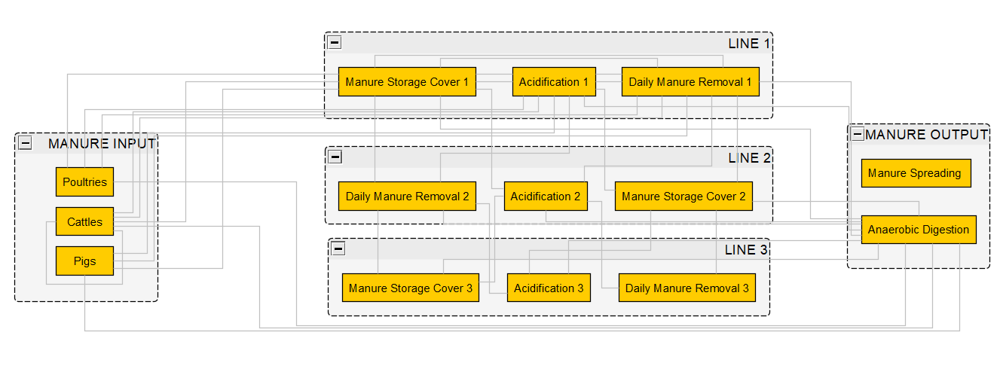 LINE 1
Manure Storage Cover 1
Acidification 1
Daily Manure Removal 1
MANURE INPUT
Poultries
Cattles
Pigs
LINE 2
Daily Manure Removal 2
Acidification 2
Manure Storage Cover 2
LINE 3
Manure Storage Cover 3
Acidification 3
Daily Manure Removal 3
MANURE OUTPUT
Manure Spreading
Anaerobic Digestion